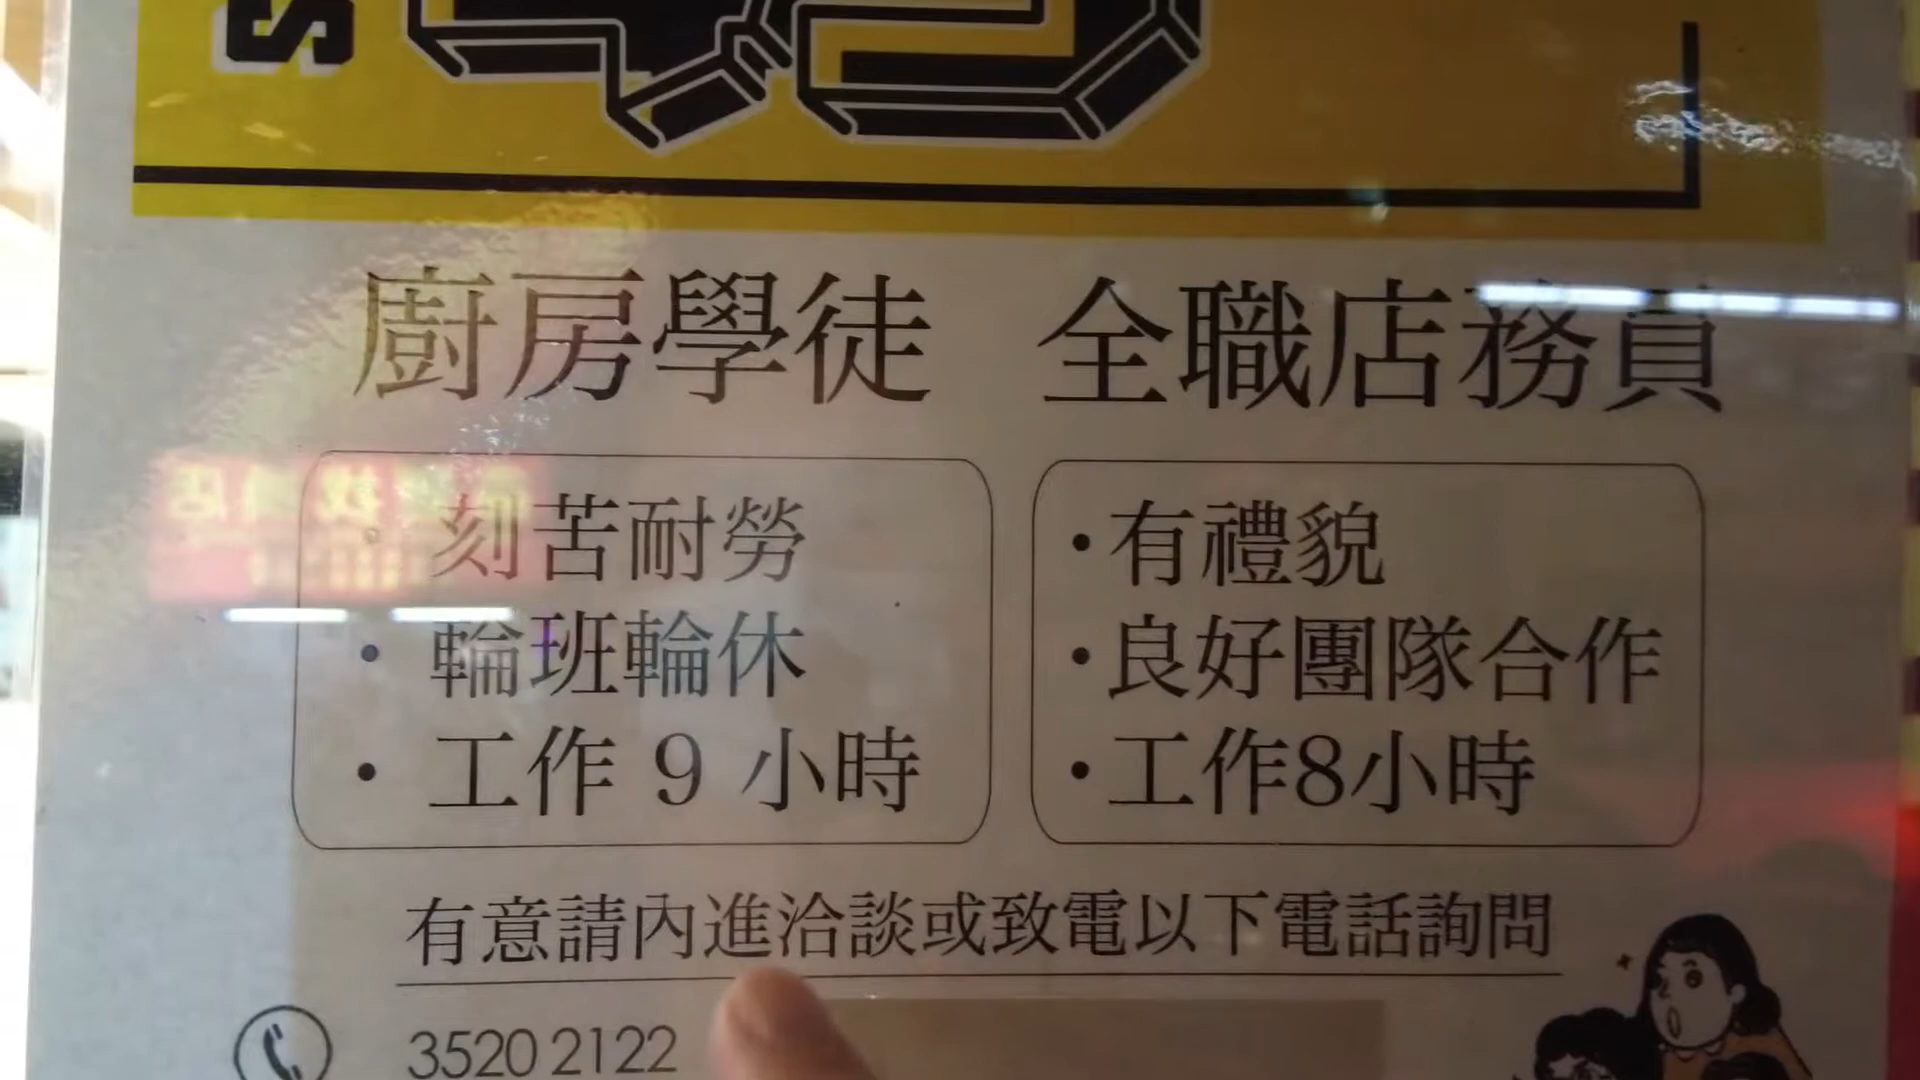 廚房學徒 全職店務員
• 刻苦耐勞
• 輪班輪休
• 工作 9 小時
• 有禮貌
• 良好團隊合作
• 工作8小時
有意請內進洽談或致電以下電話詢問
3520 2122